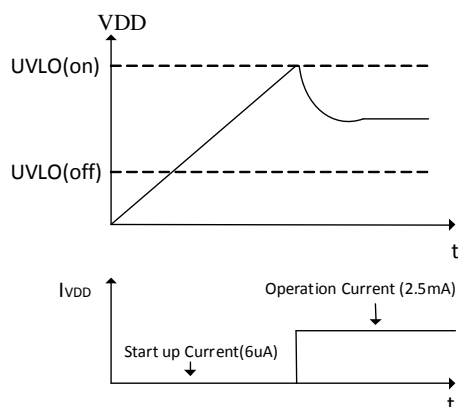 VDD
UVLO(on)
UVLO(off)
t
IVDD
Operation Current (2.5mA)
Start up Current(6uA)
t